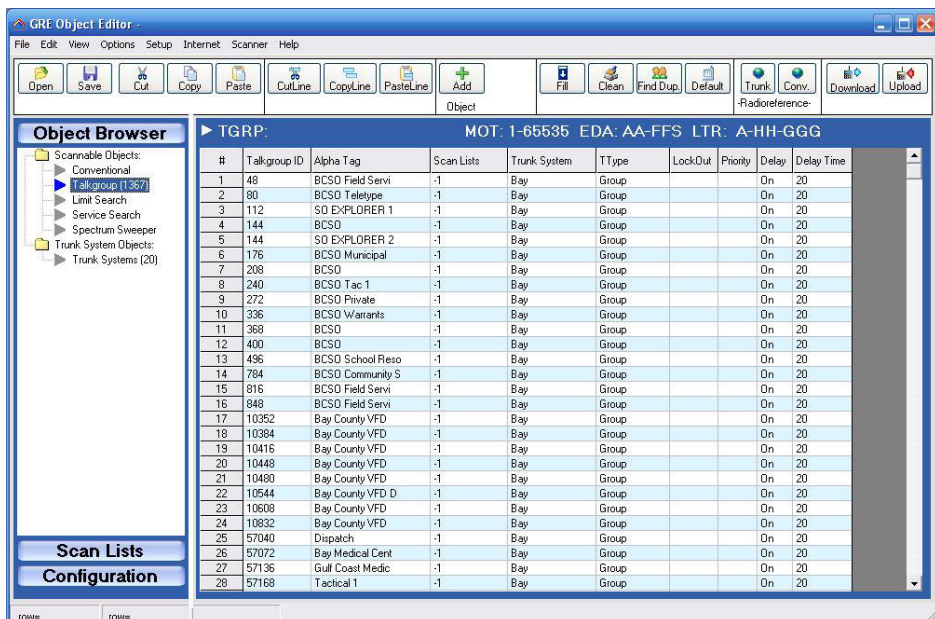 GRE Object Editor -
File Edit View Options Setup Internet Scanner Help
Open Save Cut Copy Paste CutLine CopyLine PasteLine Add Fill Clean Find Dup. Default Trunk Conv. Download Upload
Object -Radioreference-
Object Browser
Scannable Objects:
Conventional
Talkgroup (1367)
Limit Search
Service Search
Spectrum Sweeper
Trunk System Objects:
Trunk Systems (20)
Scan Lists
Configuration
TGRP: MOT: 1-65535 EDA: AA-FFS LTR: A-HH-GGG
# Talkgroup ID Alpha Tag Scan Lists Trunk System TType LockOut Priority Delay Delay Time
1 48 BCSO Field Servi -1 Bay Group On 20
2 80 BCSO Teletype -1 Bay Group On 20
3 112 SO EXPLORER 1 -1 Bay Group On 20
4 144 BCSO -1 Bay Group On 20
5 144 SO EXPLORER 2 -1 Bay Group On 20
6 176 BCSO Municipal -1 Bay Group On 20
7 208 BCSO -1 Bay Group On 20
8 240 BCSO Tac 1 -1 Bay Group On 20
9 272 BCSO Private -1 Bay Group On 20
10 336 BCSO Warrants -1 Bay Group On 20
11 368 BCSO -1 Bay Group On 20
12 400 BCSO -1 Bay Group On 20
13 496 BCSO School Reso -1 Bay Group On 20
14 784 BCSO Community S -1 Bay Group On 20
15 816 BCSO Field Servi -1 Bay Group On 20
16 848 BCSO Field Servi -1 Bay Group On 20
17 10352 Bay County VFD -1 Bay Group On 20
18 10384 Bay County VFD -1 Bay Group On 20
19 10416 Bay County VFD -1 Bay Group On 20
20 10448 Bay County VFD -1 Bay Group On 20
21 10480 Bay County VFD -1 Bay Group On 20
22 10544 Bay County VFD D -1 Bay Group On 20
23 10608 Bay County VFD -1 Bay Group On 20
24 10832 Bay County VFD -1 Bay Group On 20
25 57040 Dispatch -1 Bay Group On 20
26 57072 Bay Medical Cent -1 Bay Group On 20
27 57136 Gulf Coast Medic -1 Bay Group On 20
28 57168 Tactical 1 -1 Bay Group On 20
row= row=